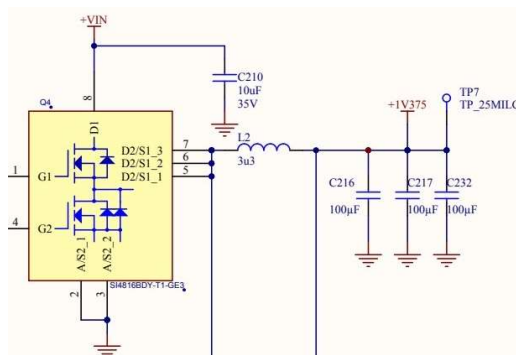 +VIN
C210
10uF
35V
Q4
8
D1
D2/S1_3
7
D2/S1_2
6
D2/S1_1
5
L2
3u3
+1V375
TP7
TP_25MIL
1
G1
4
G2
A/S2_1
A/S2_2
2
3
SI4816BDY-T1-GE3
C216
100µF
C217
100µF
C232
100µF